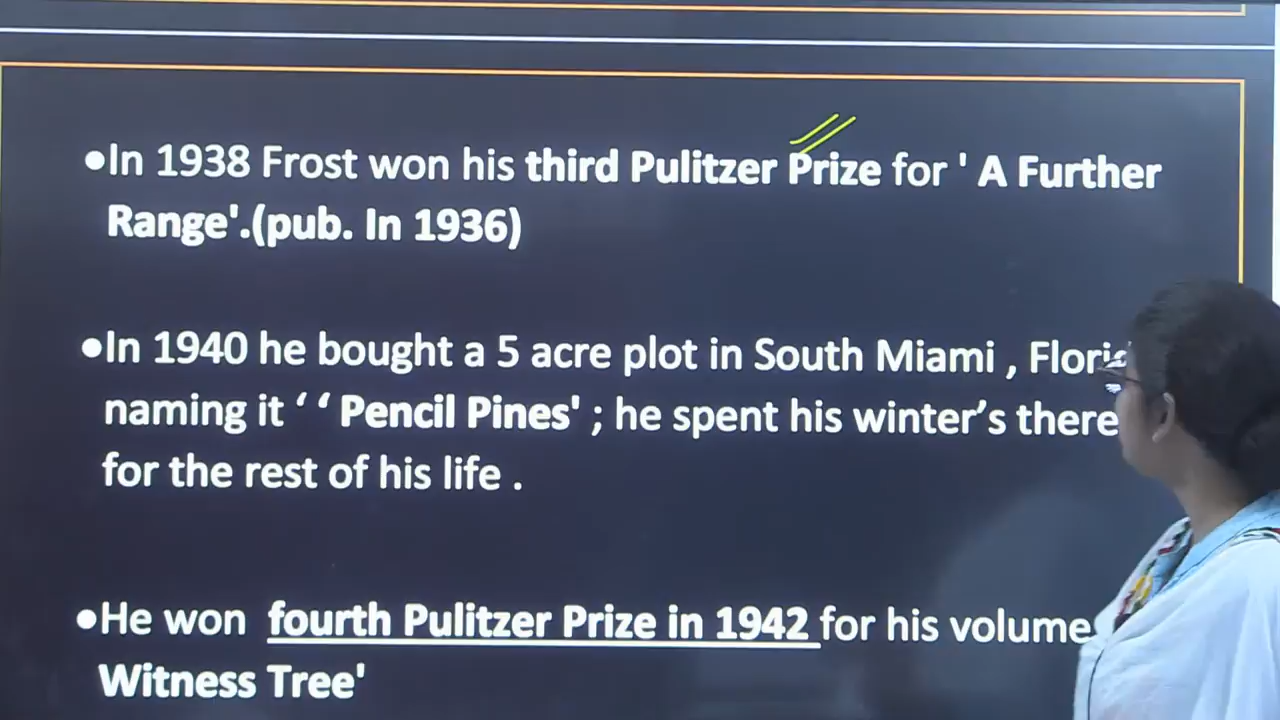 ●In 1938 Frost won his third Pulitzer Prize for ' A Further
Range'.(pub. In 1936)
●In 1940 he bought a 5 acre plot in South Miami ,
naming it ‘ ‘ Pencil Pines' ; he spent his winter’s there
for the rest of his life .
●He won fourth Pulitzer Prize in 1942 for his volume
Witness Tree'